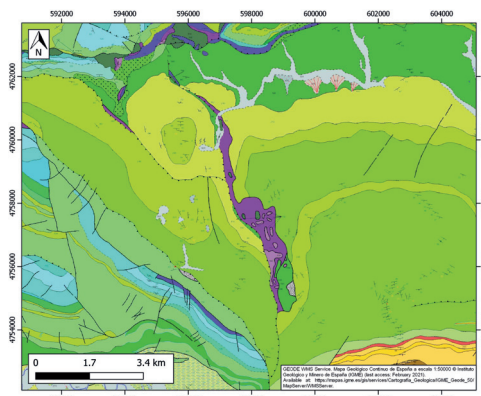 592000 594000 596000 598000 600000 602000 604000
N
4762000
4760000
4758000
4756000
4754000
0 1.7 3.4 km
GEODE WMS Service. Mapa Geológico Continuo de España a escala 1:50000 © Instituto
Geológico y Minero de España (IGME) (last access: February 2021).
Available at: https://mapas.igme.es/gis/services/Cartografia_Geologica/IGME_Geode_50/
MapServer/WMSServer.